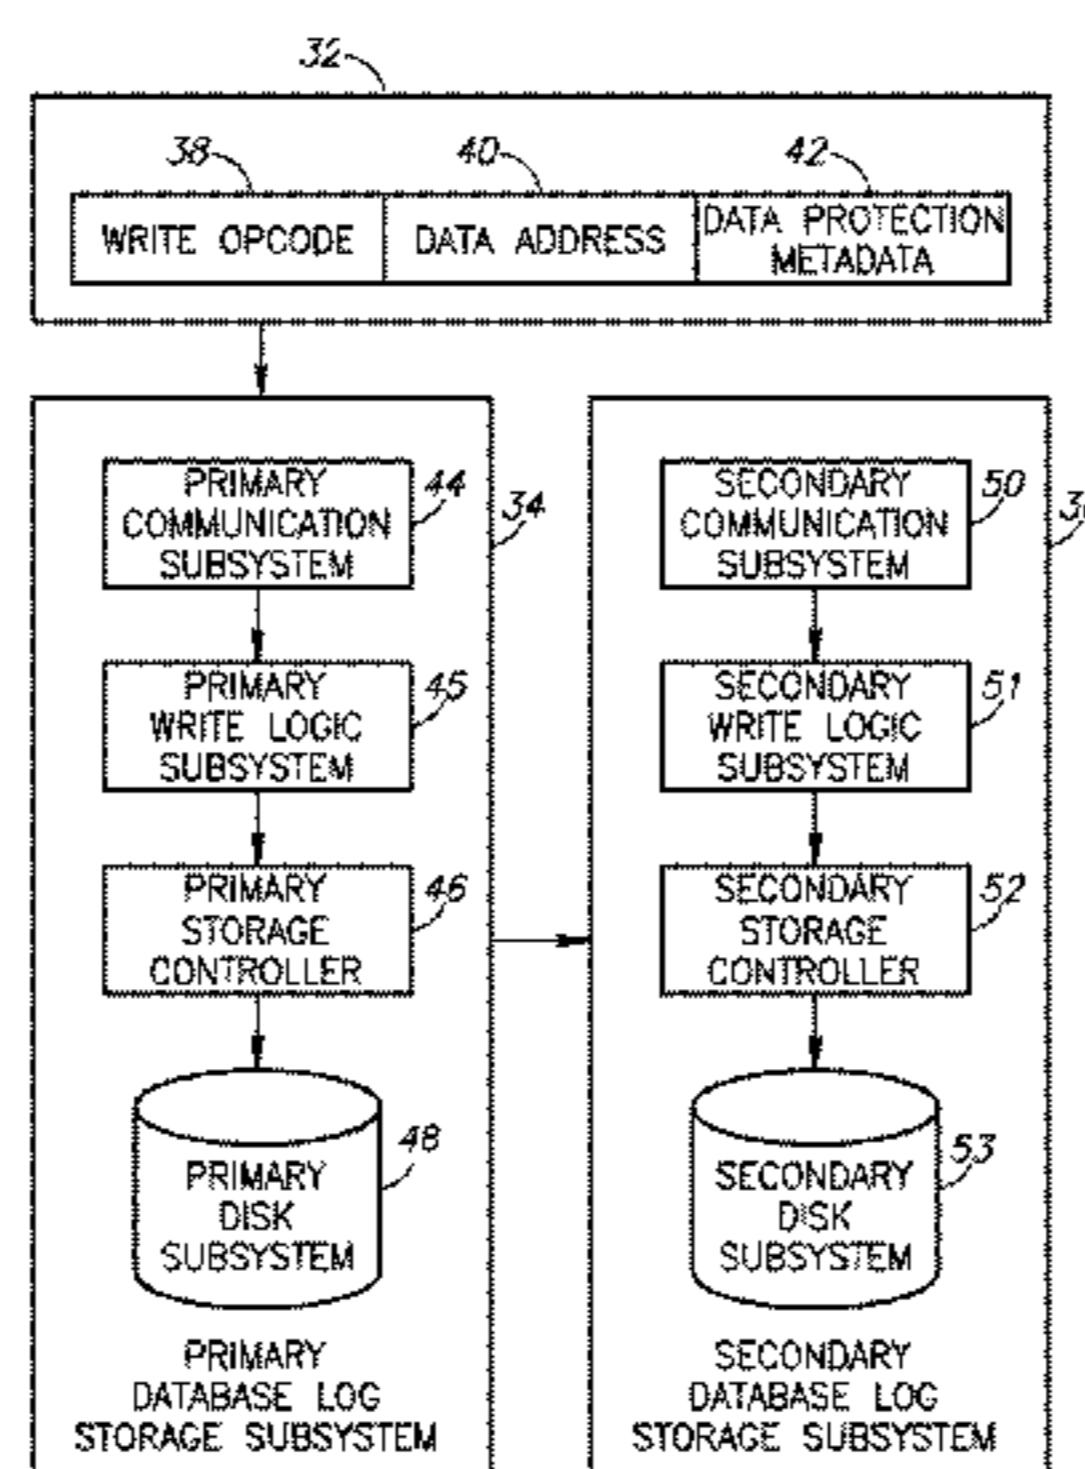 32
38 40 42
WRITE OPCODE DATA ADDRESS DATA PROTECTION METADATA
PRIMARY
COMMUNICATION
SUBSYSTEM
44
34
PRIMARY
WRITE LOGIC
SUBSYSTEM
45
PRIMARY
STORAGE
CONTROLLER
46
PRIMARY
DISK
SUBSYSTEM
48
PRIMARY
DATABASE LOG
STORAGE SUBSYSTEM
SECONDARY
COMMUNICATION
SUBSYSTEM
50
SECONDARY
WRITE LOGIC
SUBSYSTEM
51
SECONDARY
STORAGE
CONTROLLER
52
SECONDARY
DISK
SUBSYSTEM
53
SECONDARY
DATABASE LOG
STORAGE SUBSYSTEM